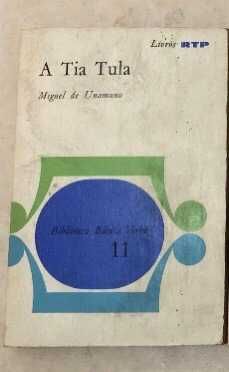 Livros RTP
A Tia Tula
Miguel de Unamuno
Biblioteca Básica Verbo
11